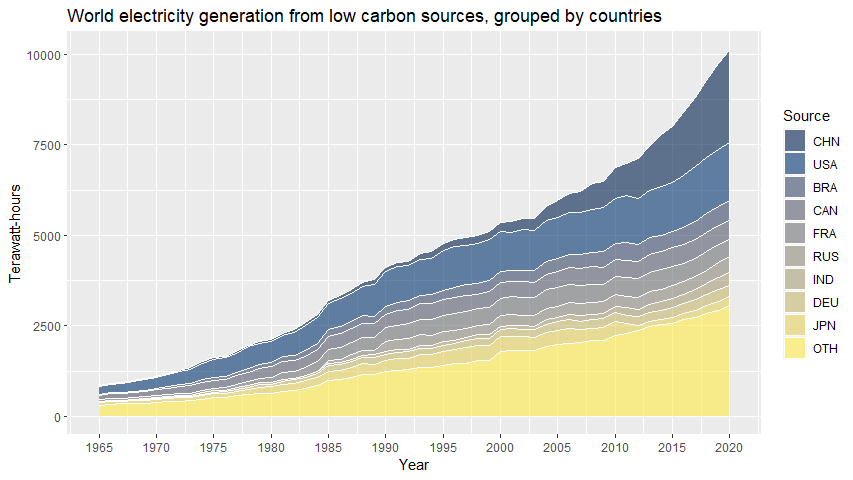 World electricity generation from low carbon sources, grouped by countries
Terawatt-hours
10000
7500
5000
2500
0
1965 1970 1975 1980 1985 1990 1995 2000 2005 2010 2015 2020
Year
Source
CHN
USA
BRA
CAN
FRA
RUS
IND
DEU
JPN
OTH